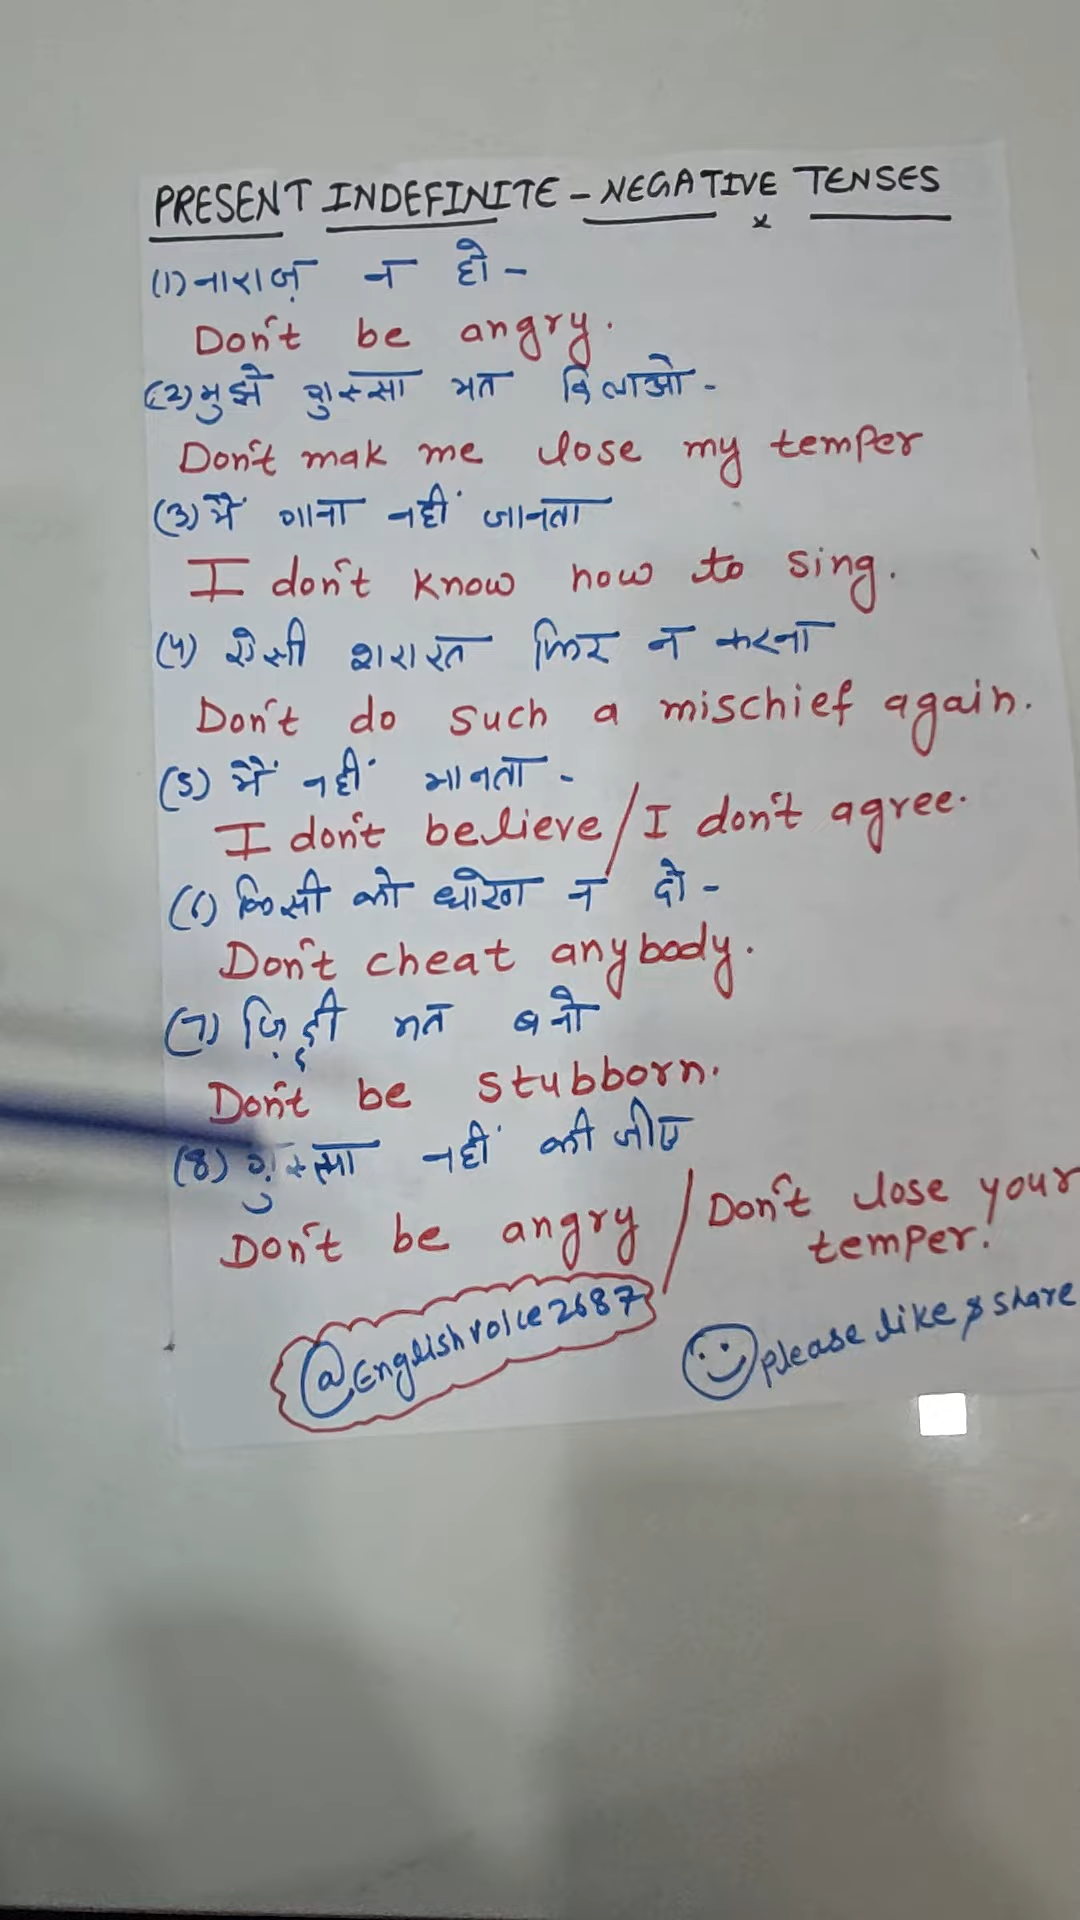 PRESENT INDEFINITE - NEGATIVE TENSES
x
(1) नाराज़ न हो -
Don't be angry.
(2) मुझे गुस्सा मत दिलाओ -
Don't mak me lose my temper
(3) मैं गाना नहीं जानता
I don't know how to sing.
(4) ऐसी शरारत फिर न करना
Don't do such a mischief again.
(5) मैं नहीं मानता -
I don't believe / I don't agree.
(6) किसी को धोखा न दो -
Don't cheat anybody.
(7) ज़िद्दी मत बनो
Don't be stubborn.
(8) गुस्सा नहीं कीजीए
Don't be angry / Don't lose your temper.
@Englishvoice2687
please like & share